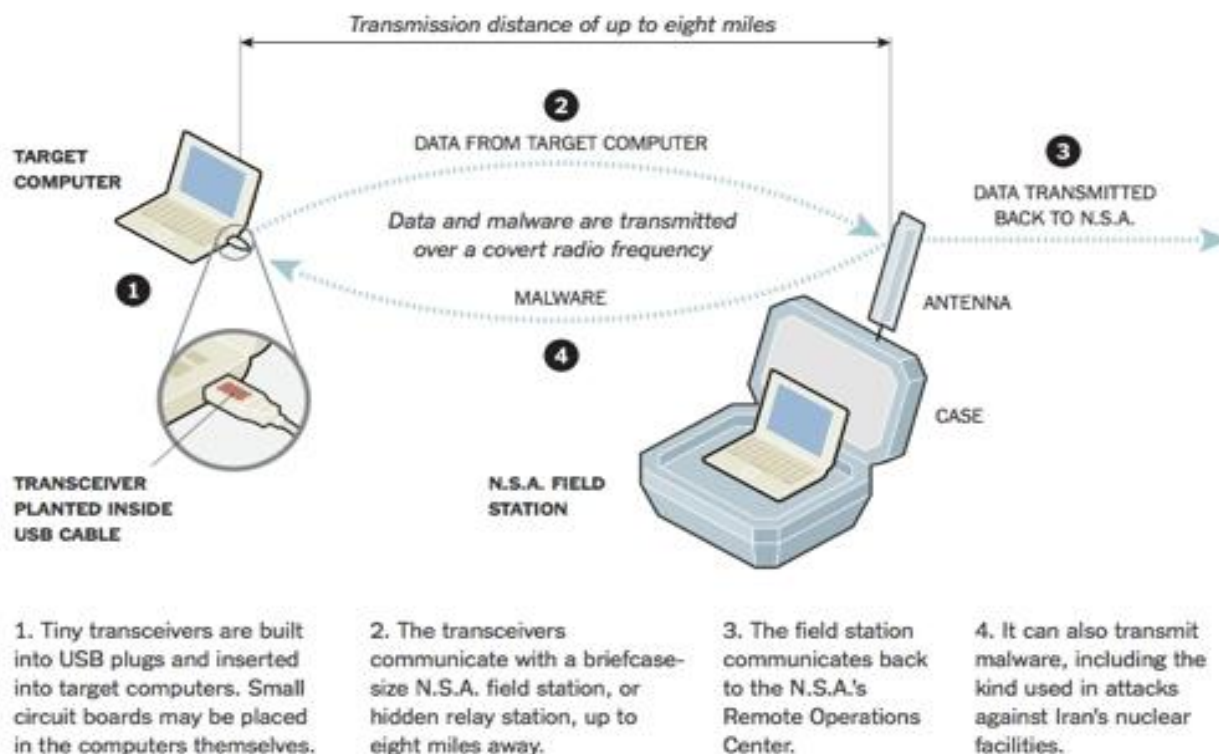 Transmission distance of up to eight miles
2
DATA FROM TARGET COMPUTER
3
DATA TRANSMITTED
BACK TO N.S.A.
TARGET
COMPUTER
Data and malware are transmitted
over a covert radio frequency
1
MALWARE
4
ANTENNA
CASE
TRANSCEIVER
PLANTED INSIDE
USB CABLE
N.S.A. FIELD
STATION
1. Tiny transceivers are built
into USB plugs and inserted
into target computers. Small
circuit boards may be placed
in the computers themselves.
2. The transceivers
communicate with a briefcase-
size N.S.A. field station, or
hidden relay station, up to
eight miles away.
3. The field station
communicates back
to the N.S.A.'s
Remote Operations
Center.
4. It can also transmit
malware, including the
kind used in attacks
against Iran's nuclear
facilities.